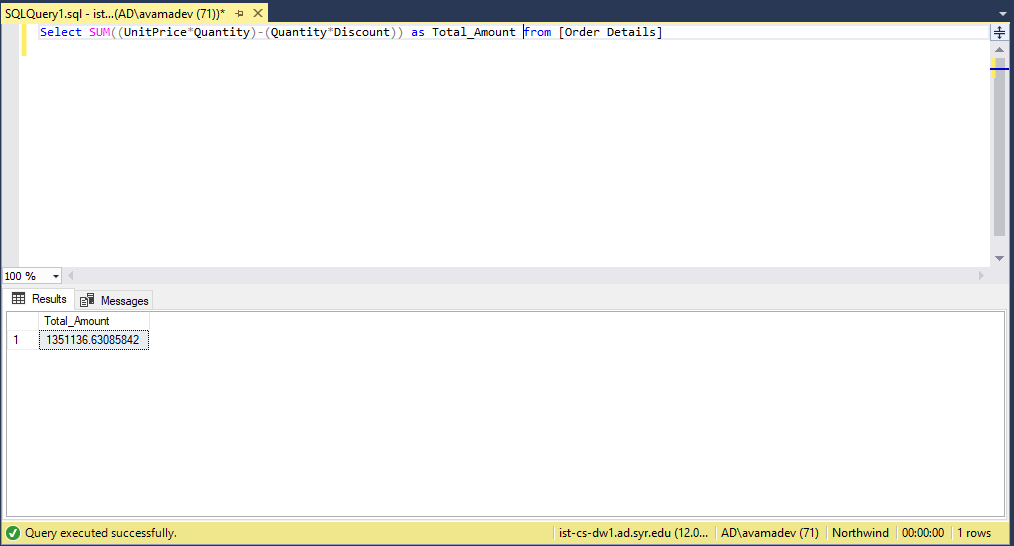 SQLQuery1.sql - ist...(AD\avamadev (71))*
Select SUM((UnitPrice*Quantity)-(Quantity*Discount)) as Total_Amount from [Order Details]
100 %
Results Messages
Total_Amount
1 1351136.63085842
Query executed successfully. ist-cs-dw1.ad.syr.edu (12.0... AD\avamadev (71) Northwind 00:00:00 1 rows